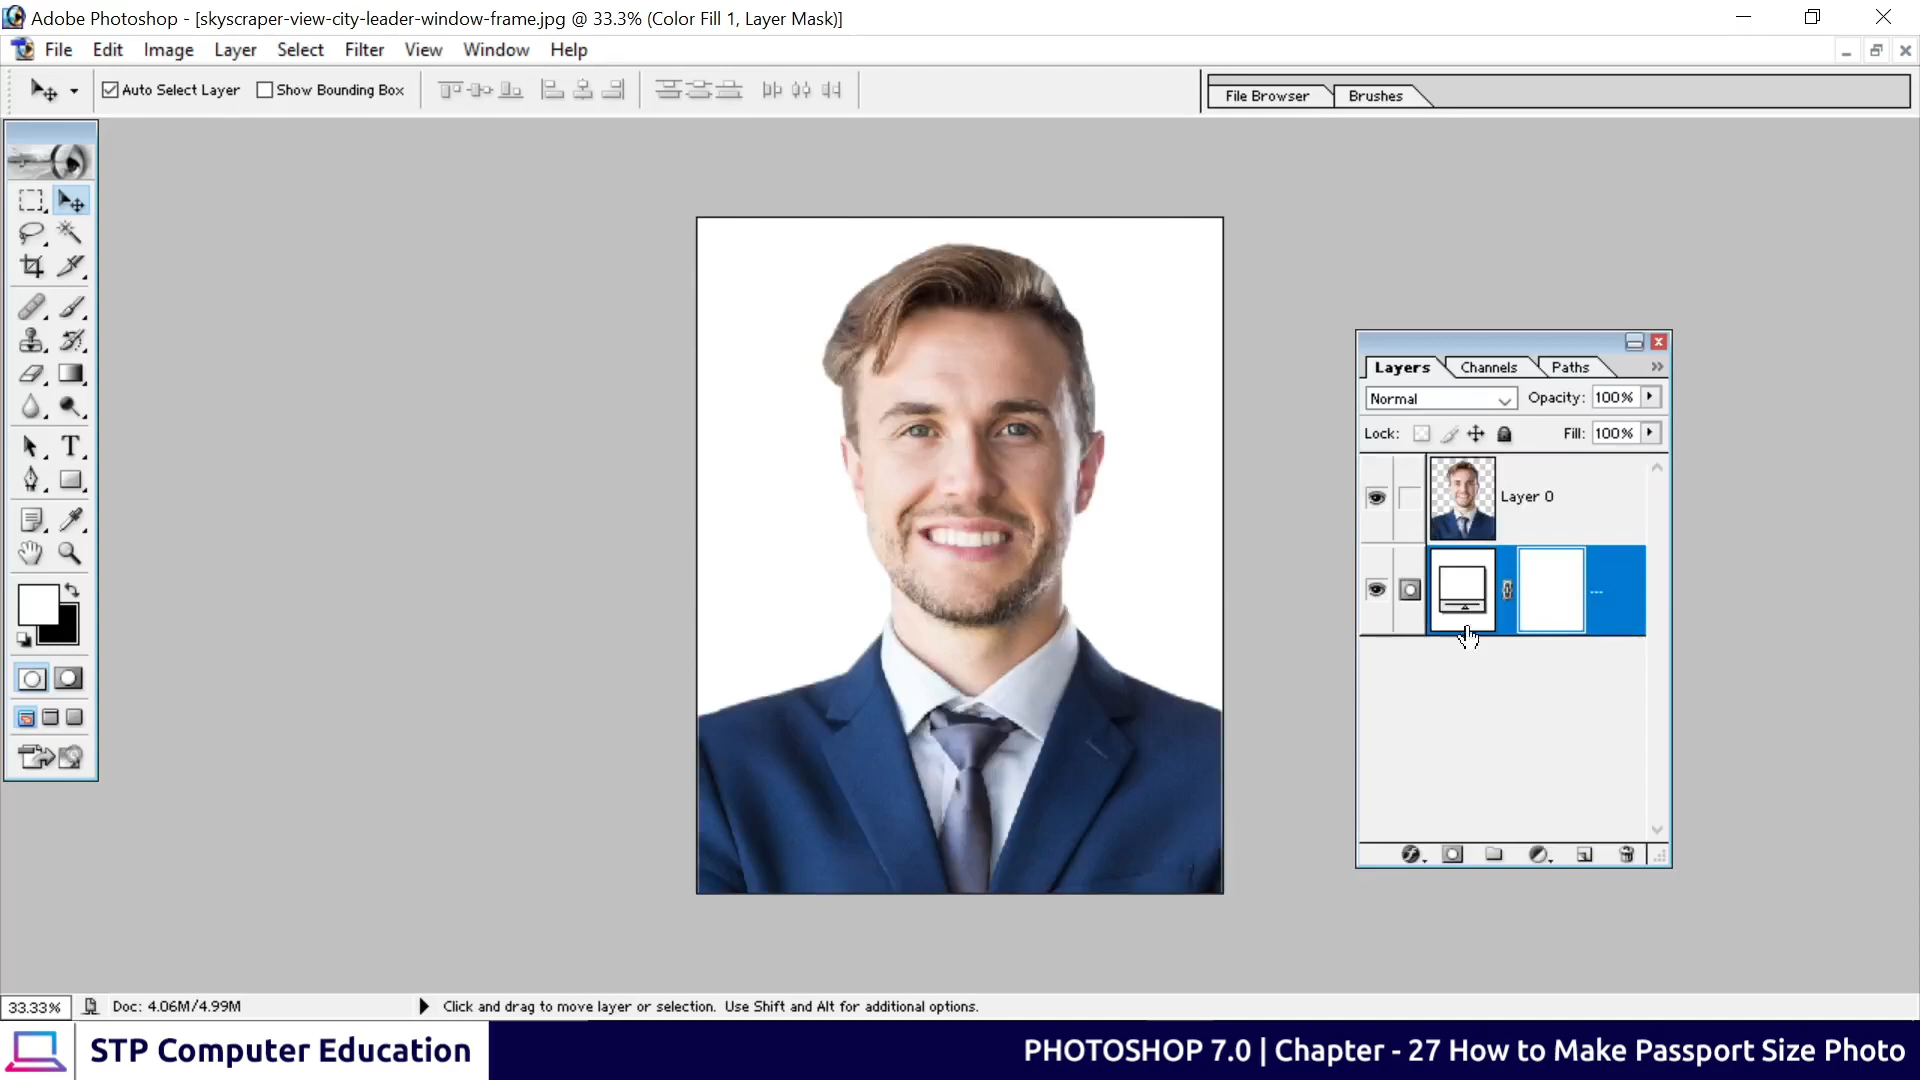 Adobe Photoshop - [skyscraper-view-city-leader-window-frame.jpg @ 33.3% (Color Fill 1, Layer Mask)]
File Edit Image Layer Select Filter View Window Help
Auto Select Layer Show Bounding Box
File Browser Brushes
Layers Channels Paths
Normal Opacity: 100%
Lock: Fill: 100%
Layer 0
...
T
33.33% Doc: 4.06M/4.99M Click and drag to move layer or selection. Use Shift and Alt for additional options.
STP Computer Education
PHOTOSHOP 7.0 | Chapter - 27 How to Make Passport Size Photo